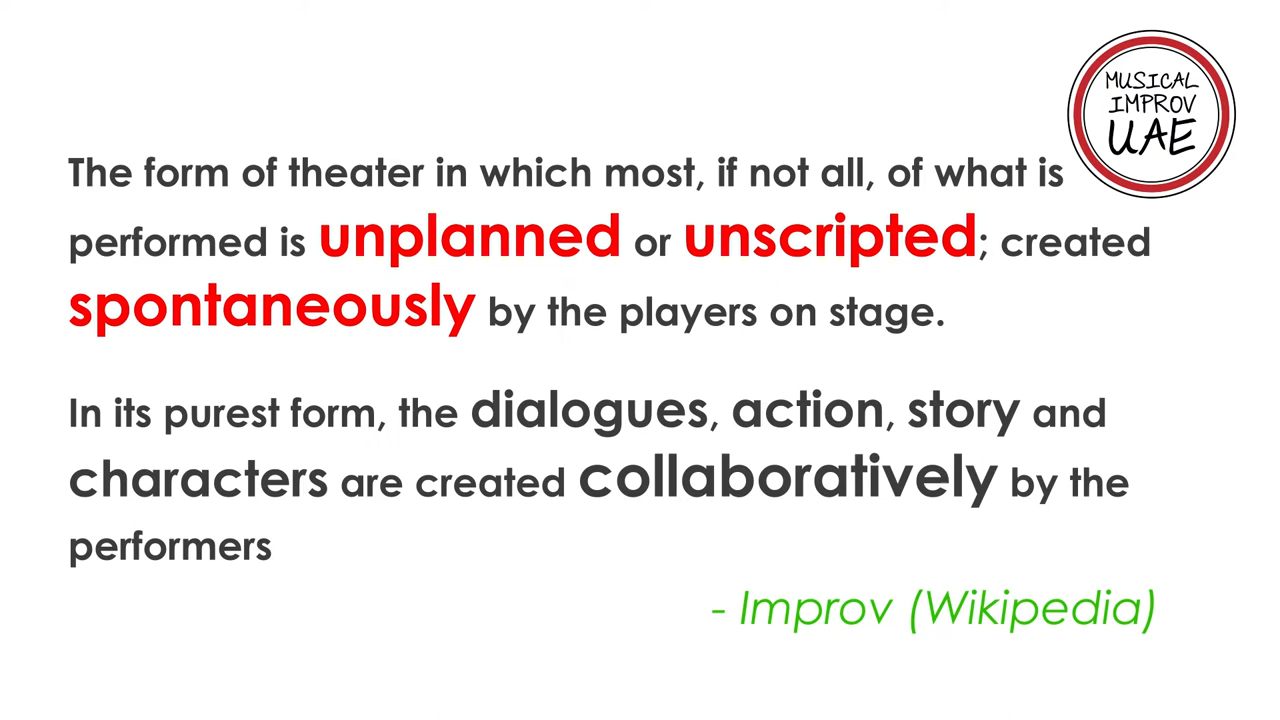 MUSICAL
IMPROV
UAE
The form of theater in which most, if not all, of what is
performed is unplanned or unscripted; created
spontaneously by the players on stage.
In its purest form, the dialogues, action, story and
characters are created collaboratively by the
performers
- Improv (Wikipedia)